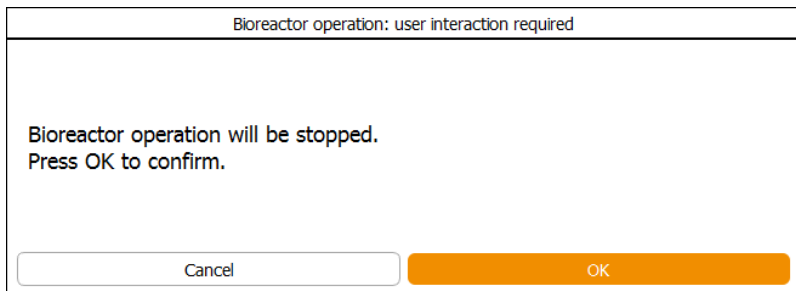 Bioreactor operation: user interaction required
Bioreactor operation will be stopped.
Press OK to confirm.
Cancel
OK